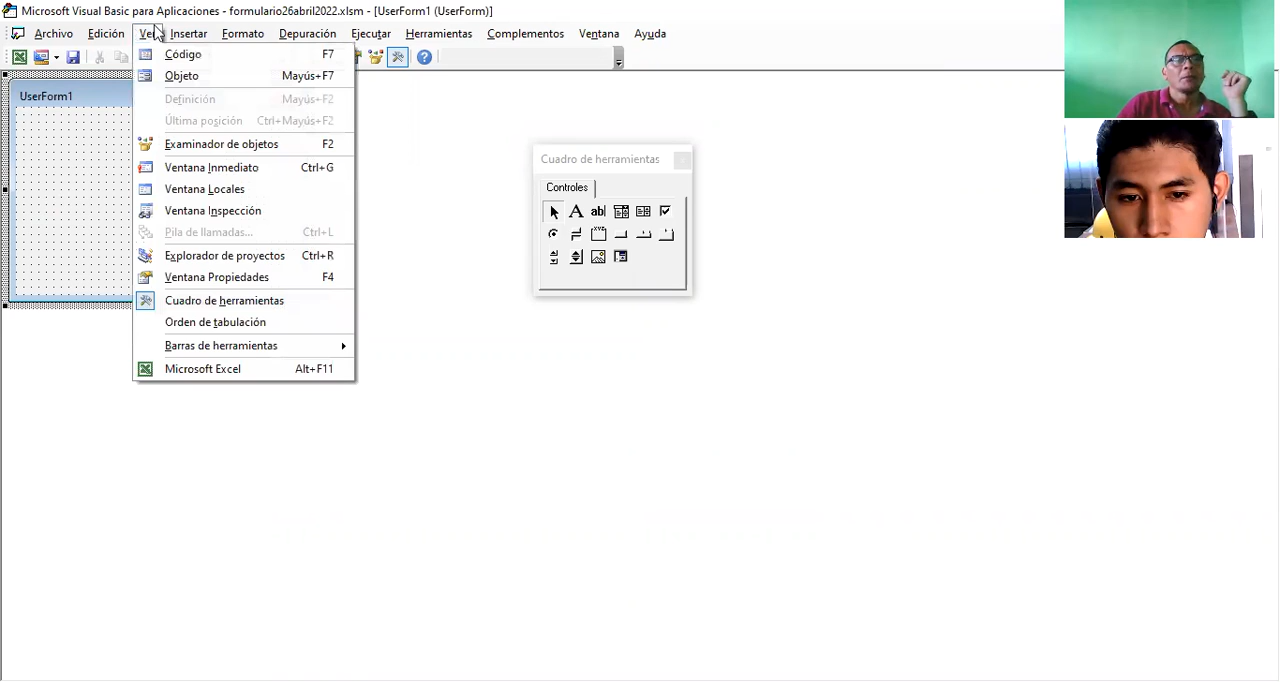 Microsoft Visual Basic para Aplicaciones - formulario26abril2022.xlsm - [UserForm1 (UserForm)]
Archivo Edición Ver Insertar Formato Depuración Ejecutar Herramientas Complementos Ventana Ayuda
UserForm1
Código F7
Objeto Mayús+F7
Definición Mayús+F2
Última posición Ctrl+Mayús+F2
Examinador de objetos F2
Ventana Inmediato Ctrl+G
Ventana Locales
Ventana Inspección
Pila de llamadas... Ctrl+L
Explorador de proyectos Ctrl+R
Ventana Propiedades F4
Cuadro de herramientas
Orden de tabulación
Barras de herramientas
Microsoft Excel Alt+F11
Cuadro de herramientas
Controles
A ab|
XYZ